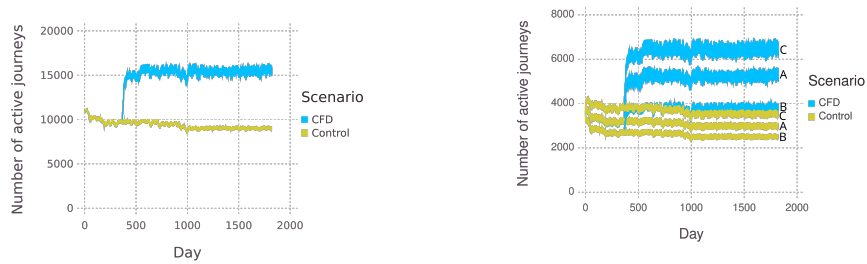 Number of active journeys
20000
15000
10000
5000
0
0 500 1000 1500 2000
Day
Scenario
CFD
Control
Number of active journeys
8000
6000
4000
2000
0
C
A
B
C
A
B
0 500 1000 1500 2000
Day
Scenario
CFD
Control